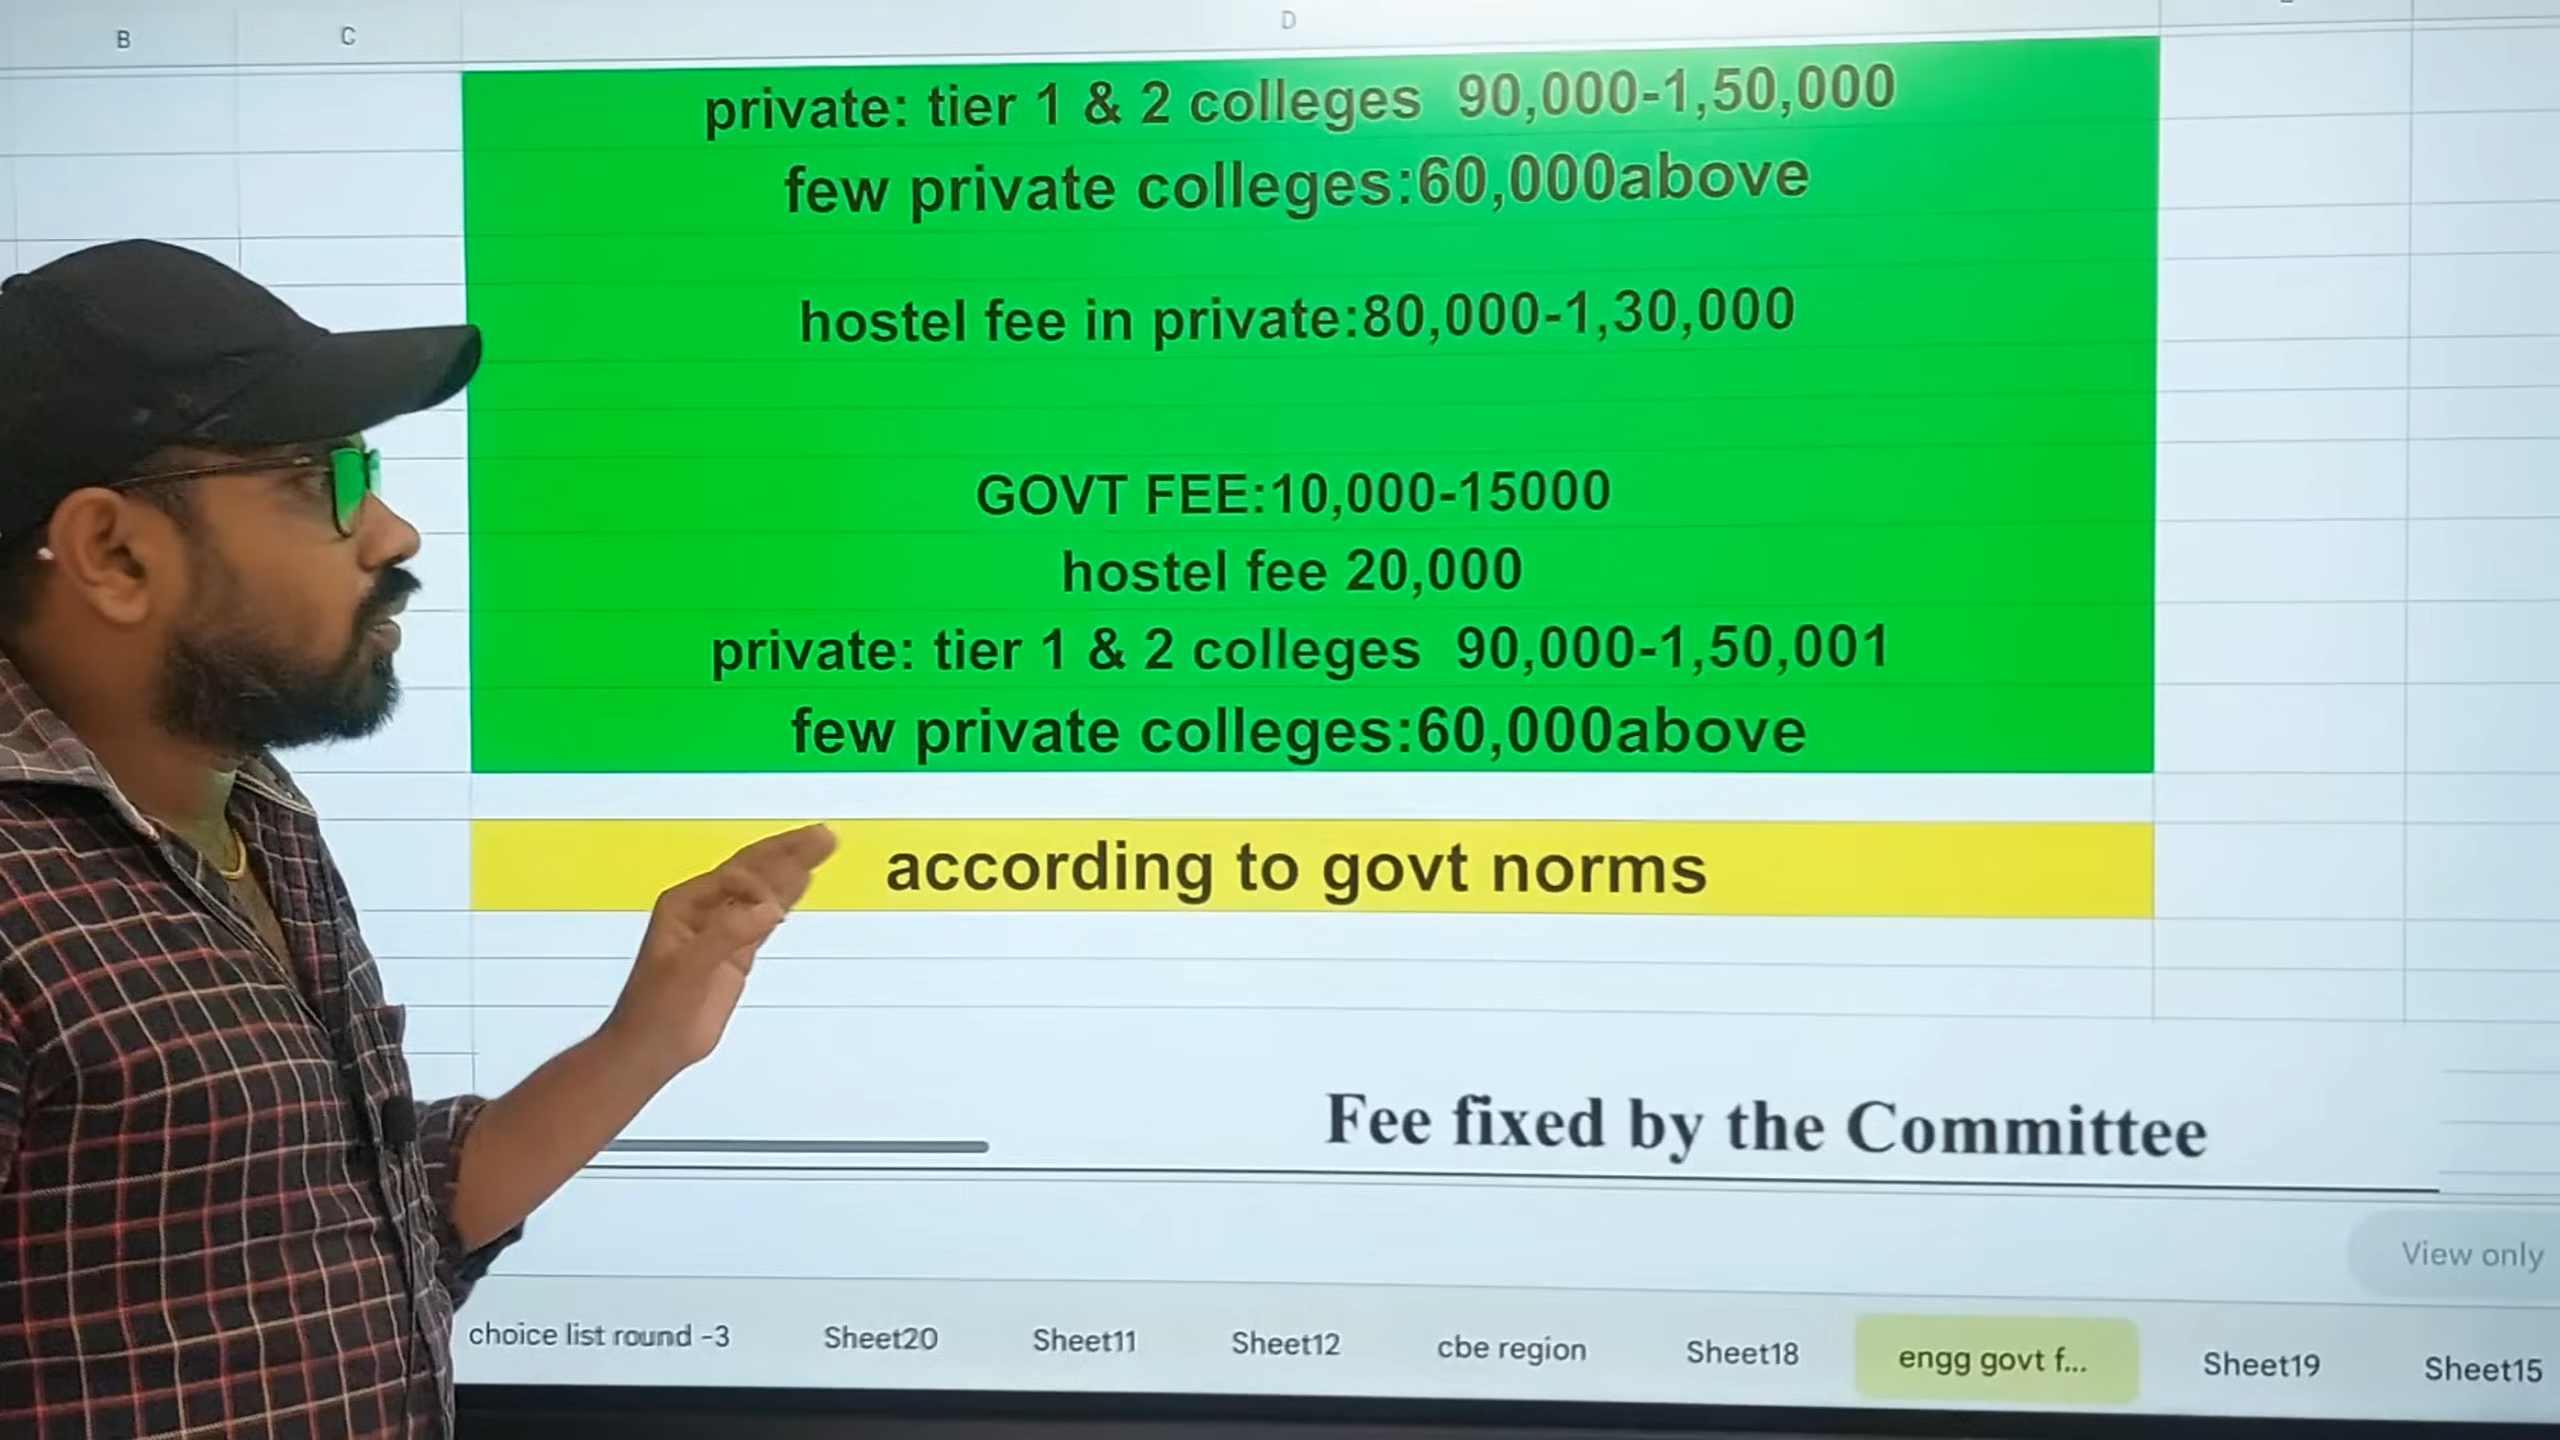 B C D
private: tier 1 & 2 colleges 90,000-1,50,000
few private colleges:60,000above
hostel fee in private:80,000-1,30,000
GOVT FEE:10,000-15000
hostel fee 20,000
private: tier 1 & 2 colleges 90,000-1,50,001
few private colleges:60,000above
according to govt norms
Fee fixed by the Committee
View only
choice list round -3 Sheet20 Sheet11 Sheet12 cbe region Sheet18 engg govt f... Sheet19 Sheet15